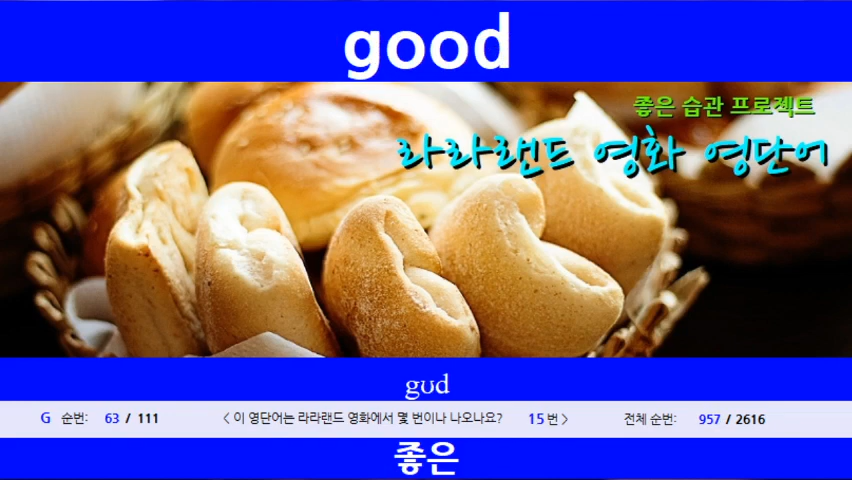 good
좋은 습관 프로젝트
라라랜드 영화 영단어
gʊd
G 순번: 63 / 111 < 이 영단어는 라라랜드 영화에서 몇 번이나 나오나요? 15 번 > 전체 순번: 957 / 2616
좋은